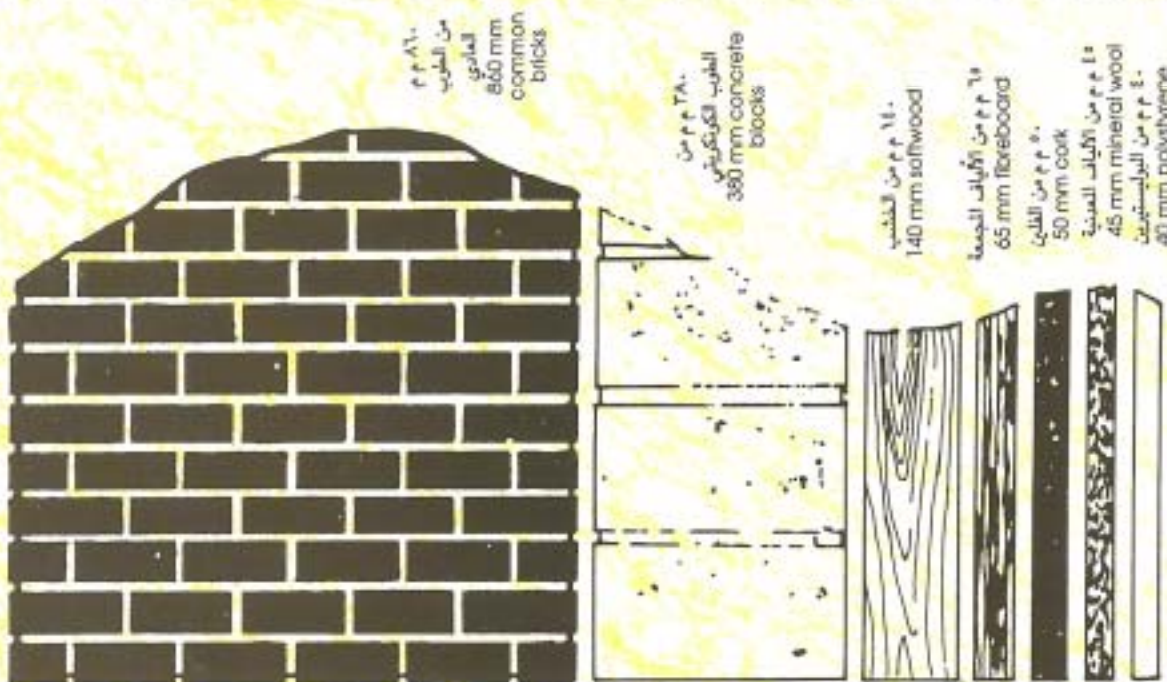 ٨٦٠ م م
من الطوب
العادي
860 mm
common
bricks
٣٨٠ م م من
الطوب الكونكريتي
380 mm concrete
blocks
١٤٠ م م من الخشب
140 mm softwood
٦٥ م م من الألياف المجمعة
65 mm fibreboard
٥٠ م م من الفلين
50 mm cork
٤٥ م م من الألياف المعدنية
45 mm mineral wool
٤٠ م م من البوليسترين
40 mm polystyrene